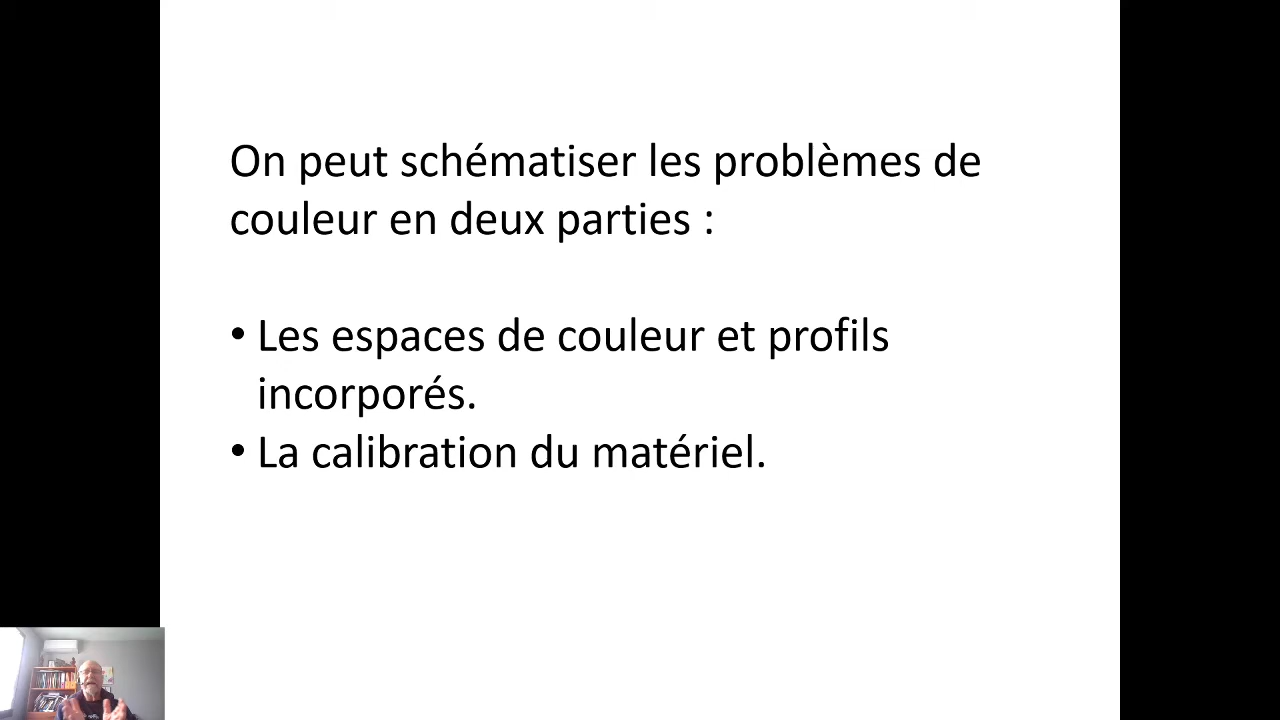 On peut schématiser les problèmes de
couleur en deux parties :
• Les espaces de couleur et profils
incorporés.
• La calibration du matériel.